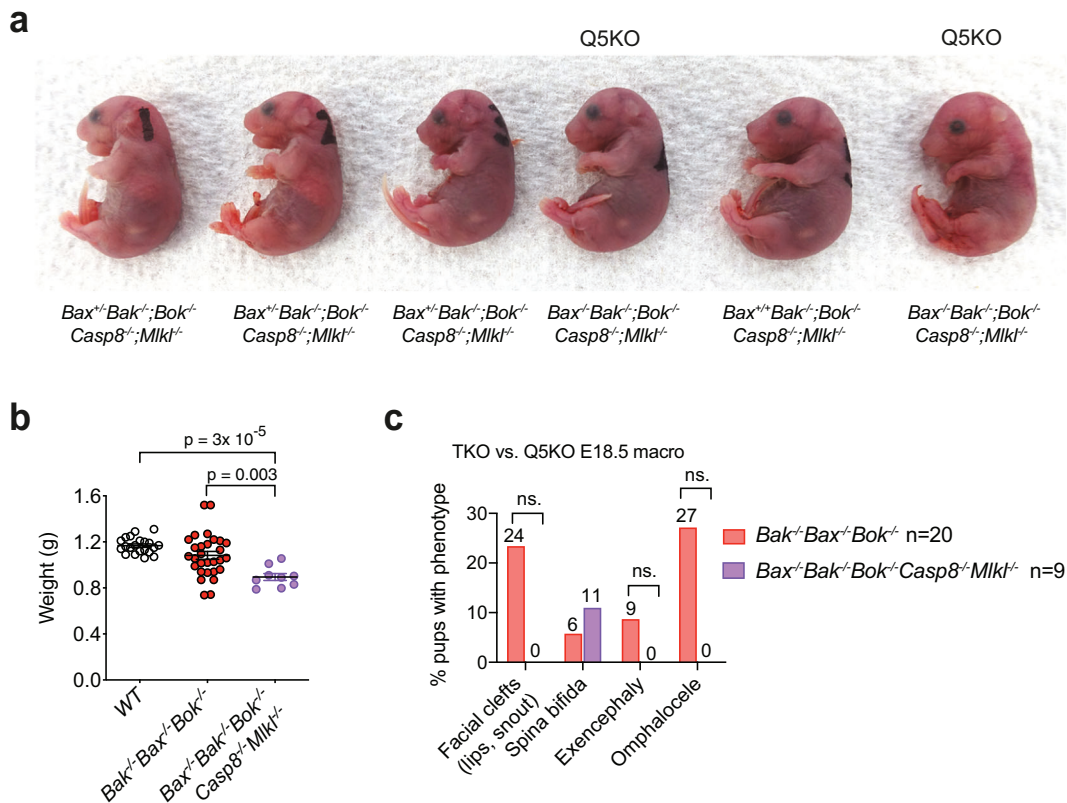 a
Q5KO Q5KO
Bax+/-Bak-/-;Bok-/- Bax+/-Bak-/-;Bok-/- Bax+/-Bak-/-;Bok-/- Bax-/-Bak-/-;Bok-/- Bax+/+Bak-/-;Bok-/- Bax-/-Bak-/-;Bok-/-
Casp8-/-;Mlkl-/- Casp8-/-;Mlkl-/- Casp8-/-;Mlkl-/- Casp8-/-;Mlkl-/- Casp8-/-;Mlkl-/- Casp8-/-;Mlkl-/-
b
p = 3x 10-5
p = 0.003
Weight (g)
1.6
1.2
0.8
0.4
0.0
WT
Bak-/-Bax-/-Bok-/-
Bax-/-Bak-/-Bok-/-
Casp8-/-Mlkl-/-
c
TKO vs. Q5KO E18.5 macro
% pups with phenotype
30
20
10
0
ns.
24
0
6
11
ns.
9
0
ns.
27
0
Facial clefts
(lips, snout)
Spina bifida
Exencephaly
Omphalocele
Bak-/-Bax-/-Bok-/- n=20
Bax-/-Bak-/-Bok-/-Casp8-/-Mlkl-/- n=9